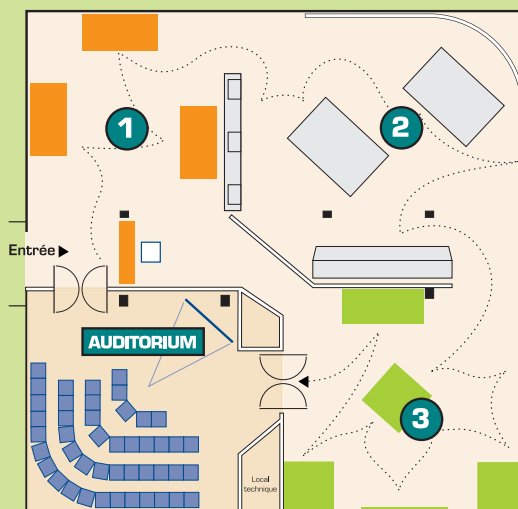 1
2
Entrée
AUDITORIUM
3
Local
technique